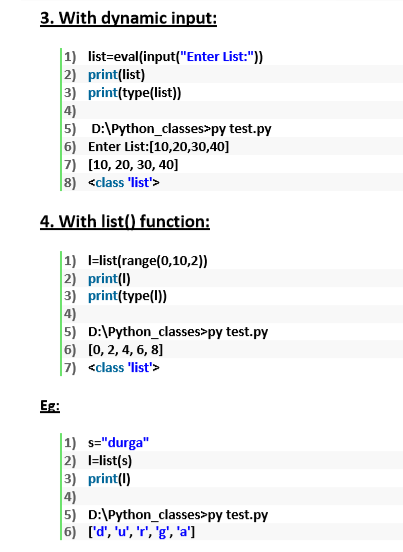 3. With dynamic input:
1) list=eval(input("Enter List:"))
2) print(list)
3) print(type(list))
4)
5) D:\Python_classes>py test.py
6) Enter List:[10,20,30,40]
7) [10, 20, 30, 40]
8) <class 'list'>
4. With list() function:
1) l=list(range(0,10,2))
2) print(l)
3) print(type(l))
4)
5) D:\Python_classes>py test.py
6) [0, 2, 4, 6, 8]
7) <class 'list'>
Eg:
1) s="durga"
2) l=list(s)
3) print(l)
4)
5) D:\Python_classes>py test.py
6) ['d', 'u', 'r', 'g', 'a']